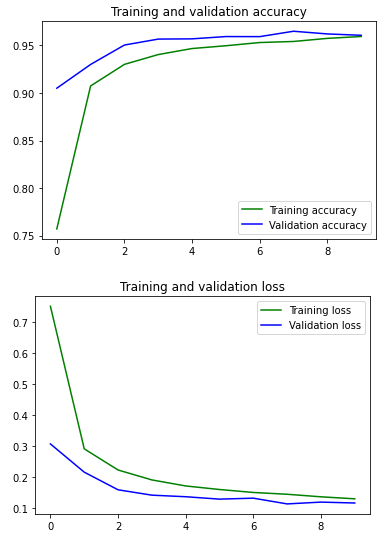 Training and validation accuracy
0.95
0.90
0.85
0.80
0.75
Training accuracy
Validation accuracy
0 2 4 6 8
Training and validation loss
Training loss
Validation loss
0.7
0.6
0.5
0.4
0.3
0.2
0.1
0 2 4 6 8